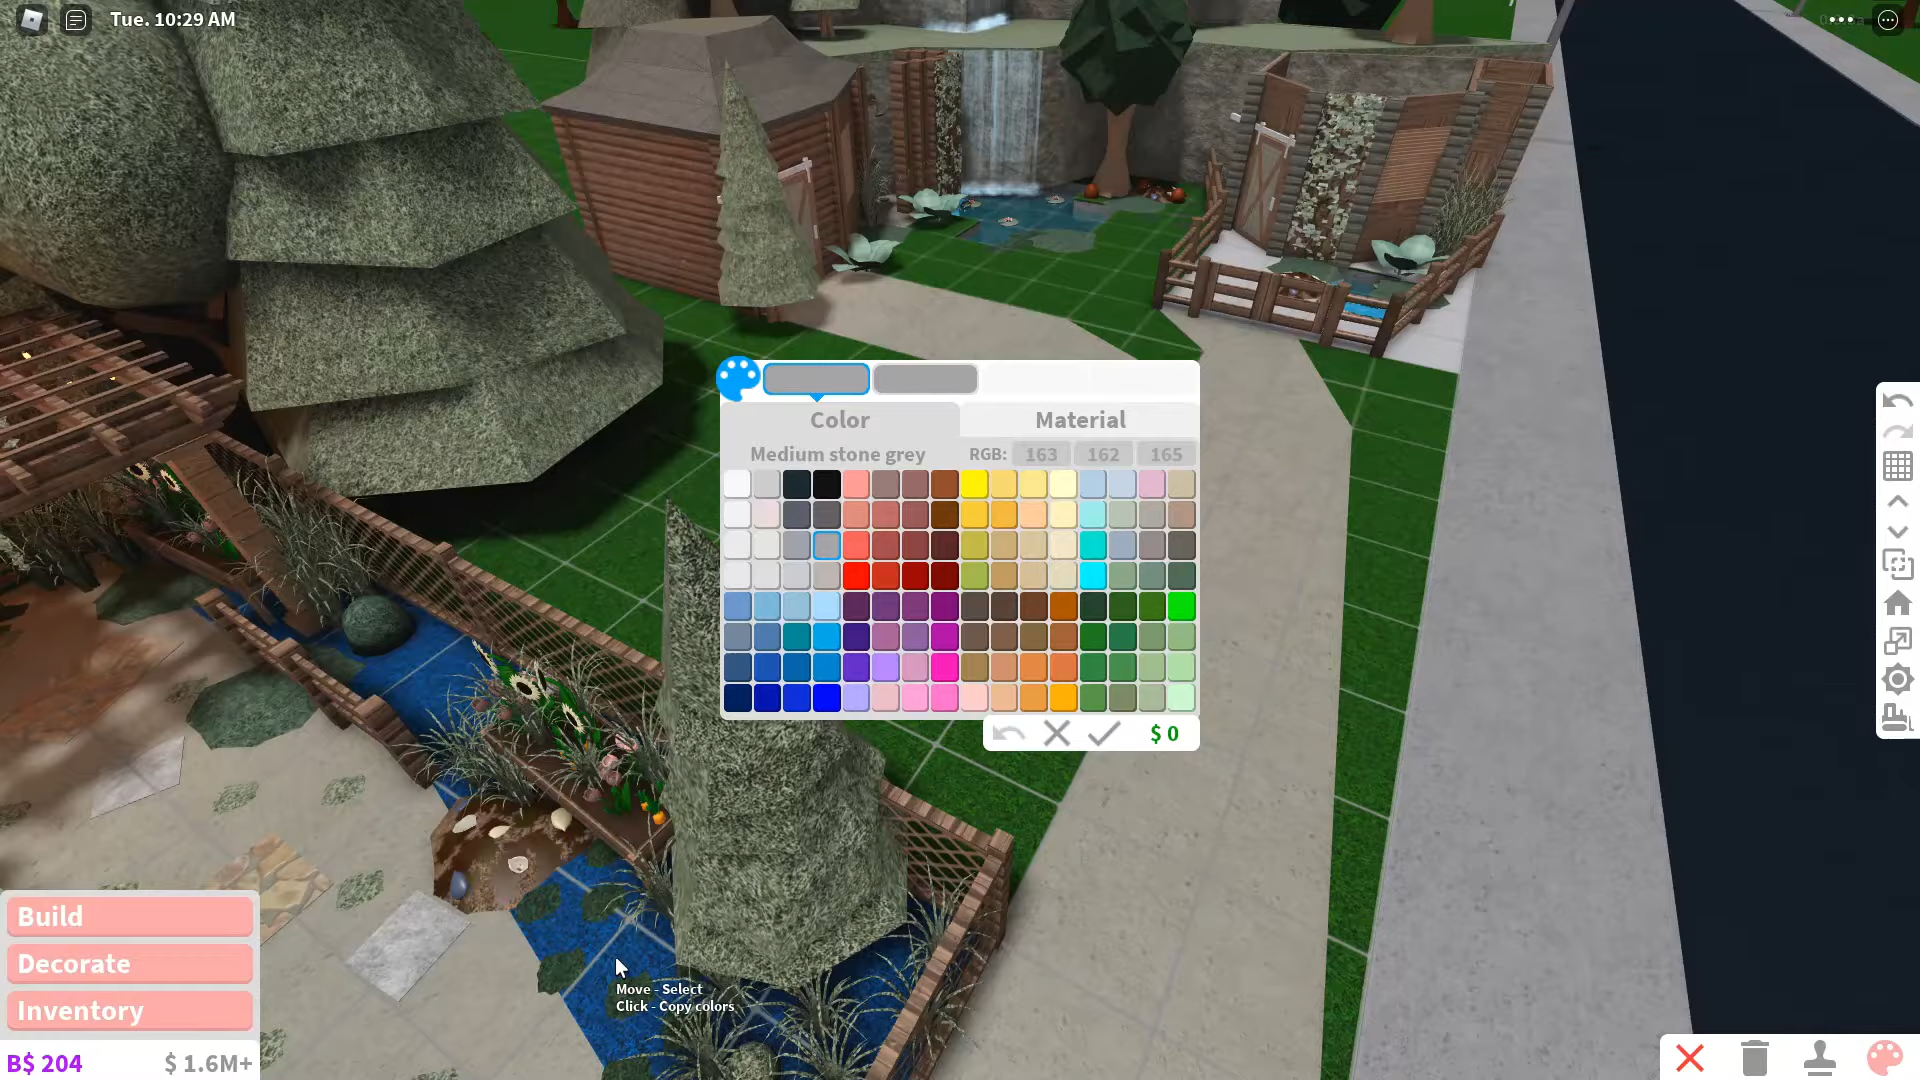 Tue. 10:29 AM
Color
Material
Medium stone grey
RGB: 163 162 165
$ 0
Build
Decorate
Inventory
B$ 204
$ 1.6M+
Move - Select
Click - Copy colors